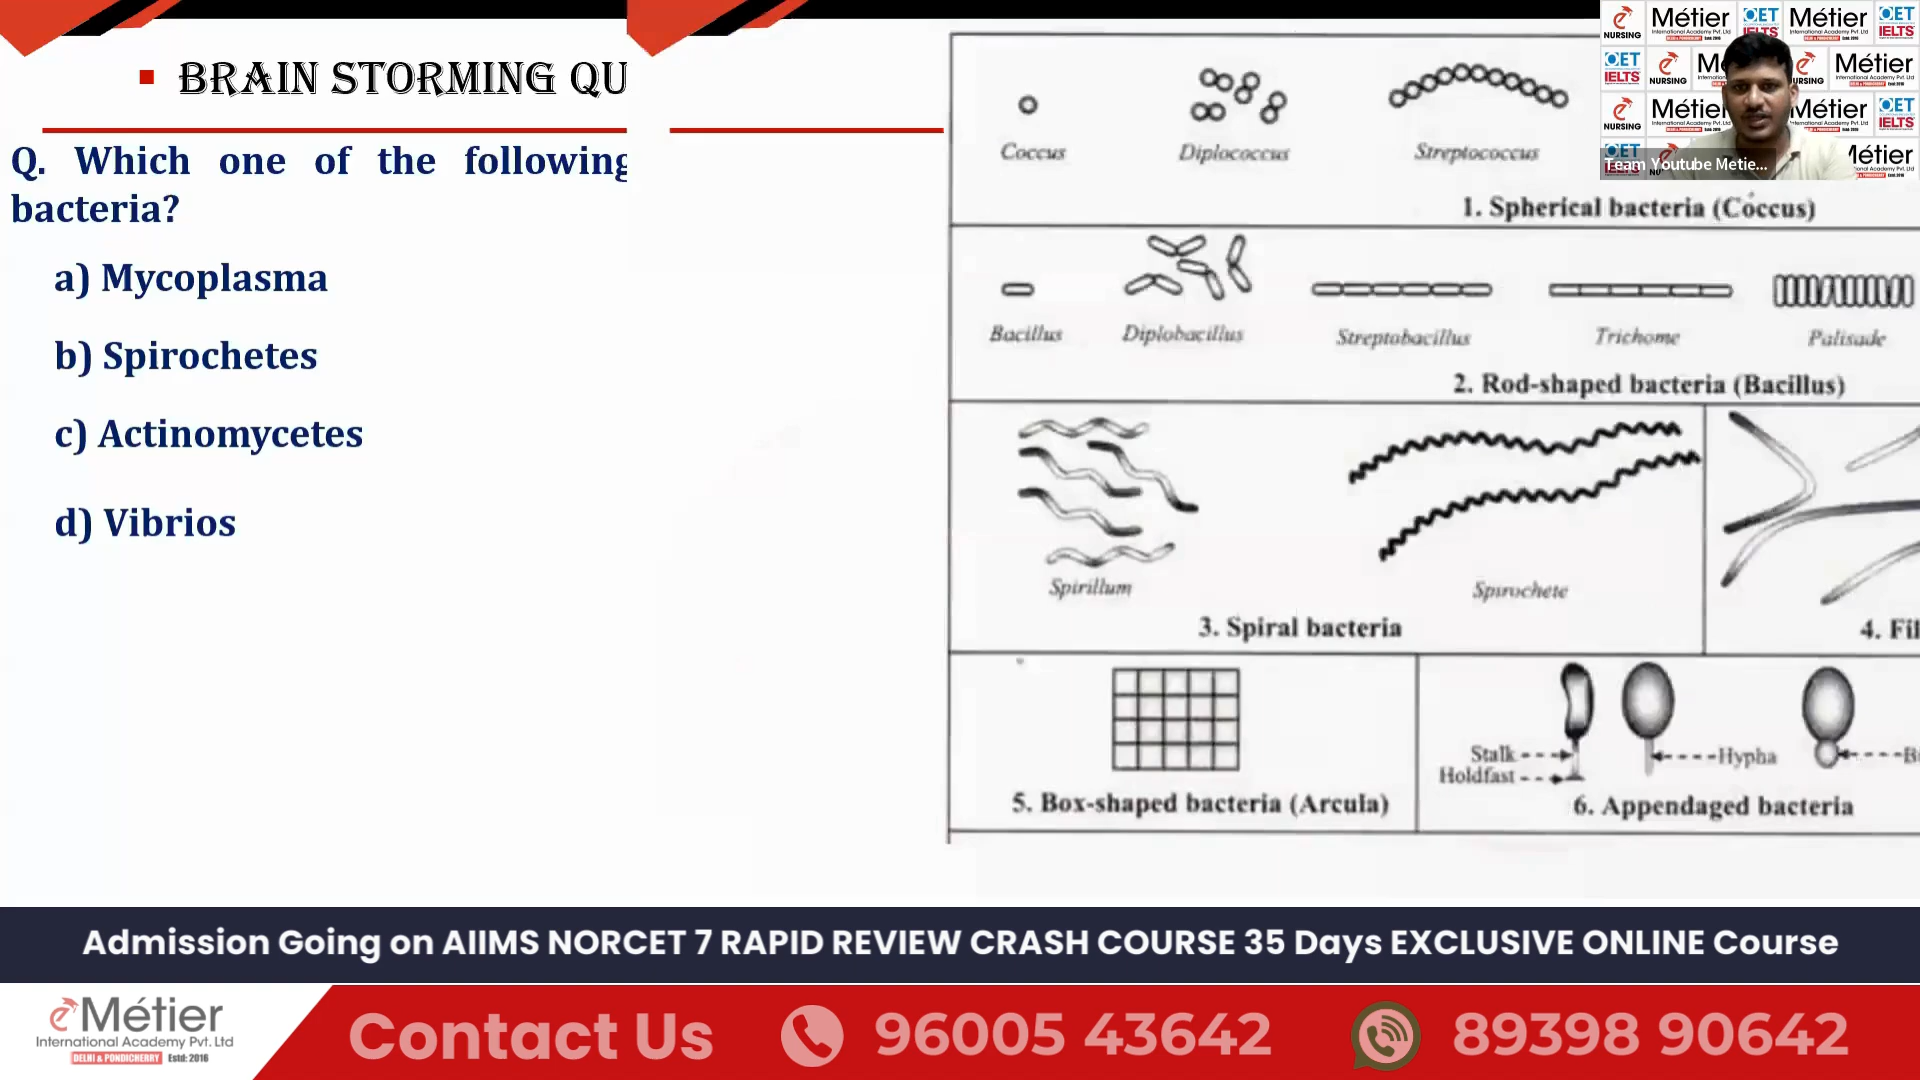 BRAIN STORMING QU
Q. Which one of the following
bacteria?
a) Mycoplasma
b) Spirochetes
c) Actinomycetes
d) Vibrios
Coccus
Diplococcus
Streptococcus
1. Spherical bacteria (Coccus)
Bacillus
Diplobacillus
Streptobacillus
Trichome
Palisade
2. Rod-shaped bacteria (Bacillus)
Spirillum
Spirochete
3. Spiral bacteria
4. Fil
5. Box-shaped bacteria (Arcula)
Stalk
Holdfast
Hypha
6. Appendaged bacteria
NURSING
Métier
International Academy Pvt. Ltd
OET
IELTS
Team Youtube Metie...
Admission Going on AIIMS NORCET 7 RAPID REVIEW CRASH COURSE 35 Days EXCLUSIVE ONLINE Course
e Métier
International Academy Pvt. Ltd
DELHI & PONDICHERRY Estd: 2016
Contact Us
96005 43642
89398 90642